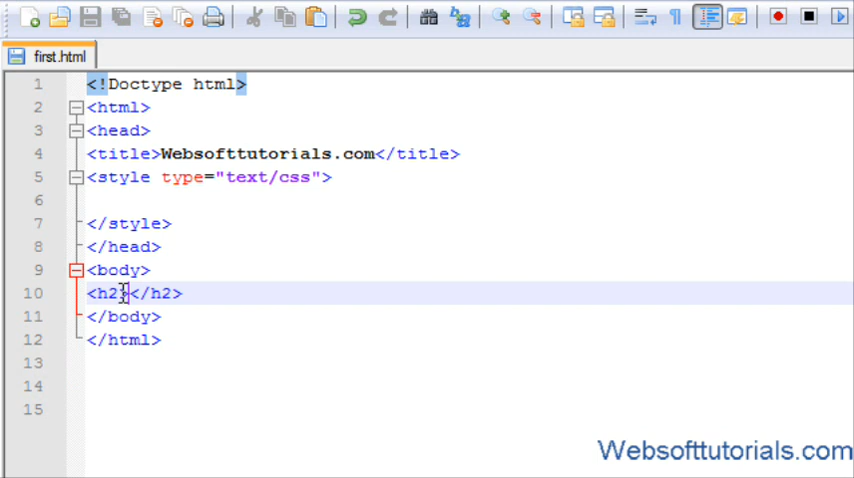 first.html
1 <!Doctype html>
2 <html>
3 <head>
4 <title>Websofttutorials.com</title>
5 <style type="text/css">
6
7 </style>
8 </head>
9 <body>
10 <h2></h2>
11 </body>
12 </html>
13
14
15
Websofttutorials.com